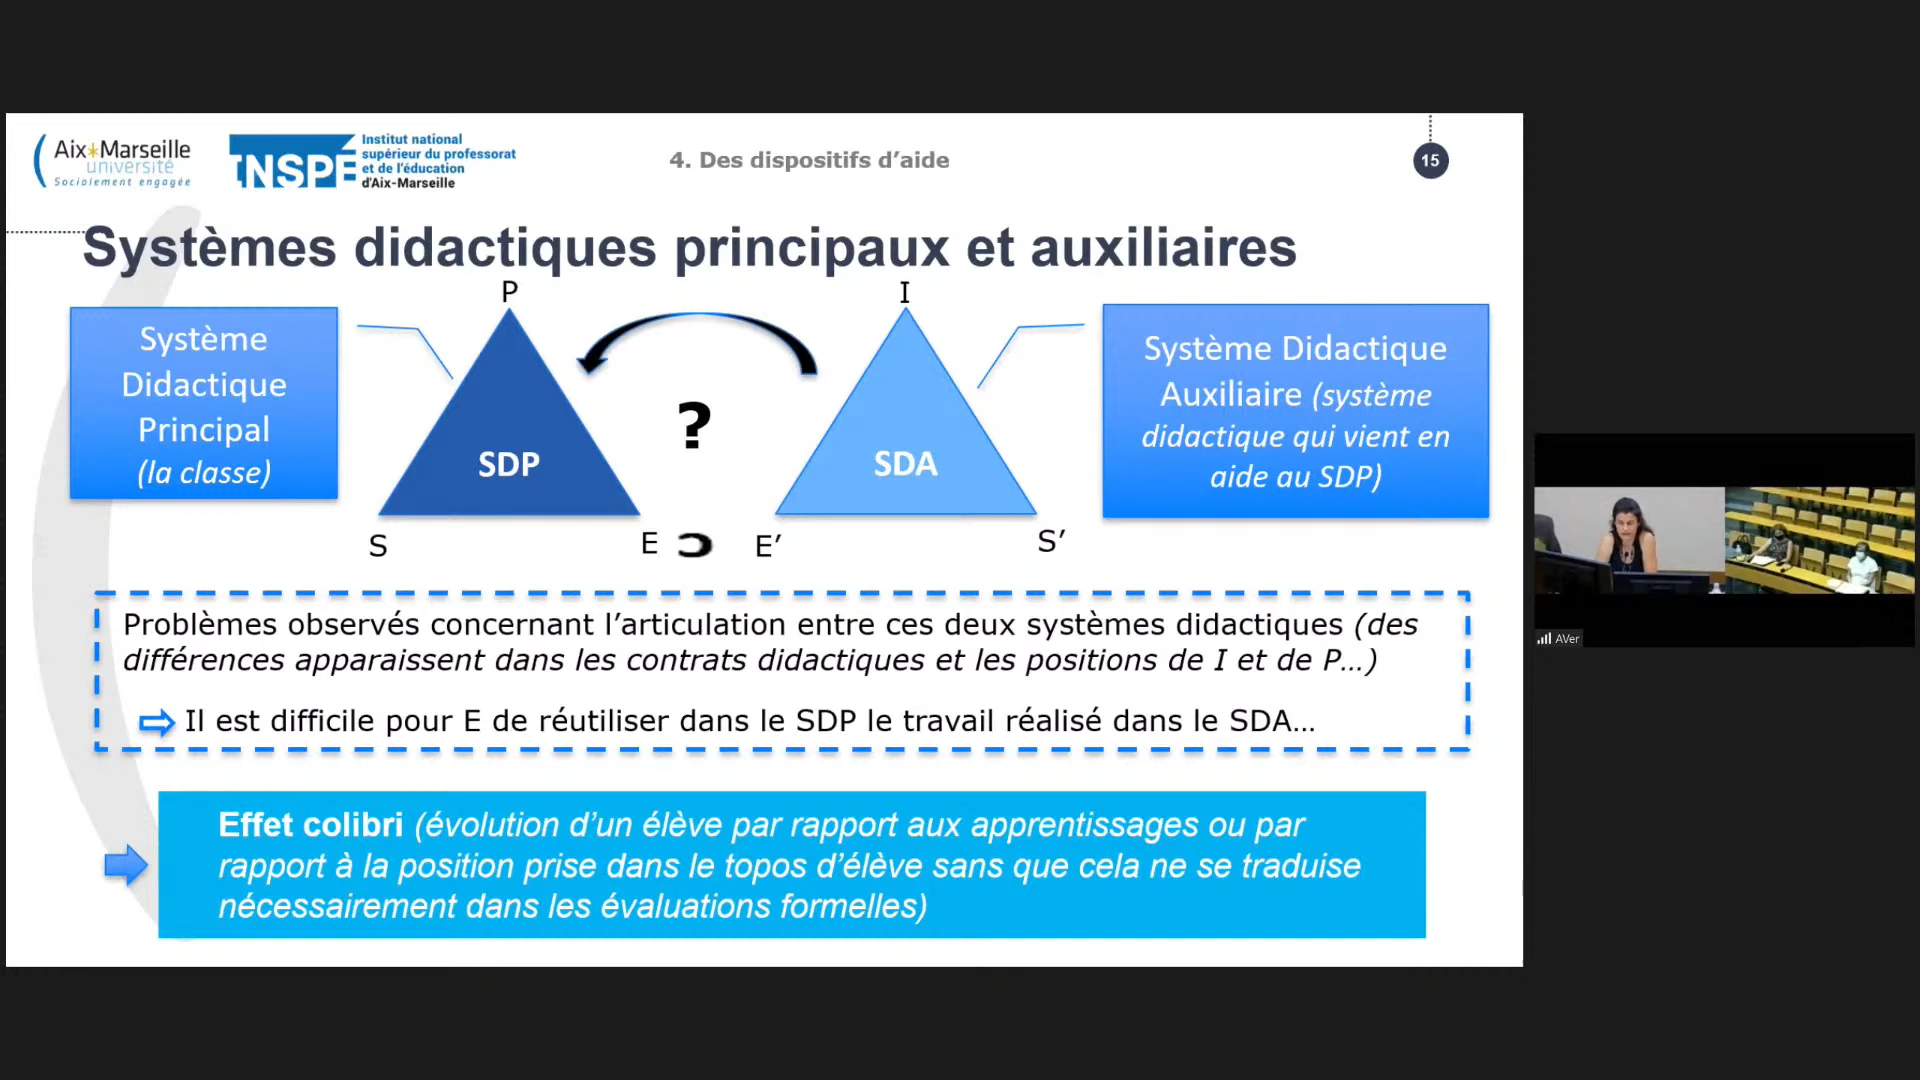 Aix✶Marseille
université
Socialement engagée
INSPÉ
Institut national
supérieur du professorat
et de l'éducation
d'Aix-Marseille
4. Des dispositifs d'aide
15
Systèmes didactiques principaux et auxiliaires
P
I
Système
Didactique
Principal
(la classe)
Système Didactique
Auxiliaire (système
didactique qui vient en
aide au SDP)
?
SDP
SDA
S
E ⊃ E'
S'
Problèmes observés concernant l'articulation entre ces deux systèmes didactiques (des
différences apparaissent dans les contrats didactiques et les positions de I et de P...)
⇨ Il est difficile pour E de réutiliser dans le SDP le travail réalisé dans le SDA...
Effet colibri (évolution d'un élève par rapport aux apprentissages ou par
rapport à la position prise dans le topos d'élève sans que cela ne se traduise
nécessairement dans les évaluations formelles)
AVer